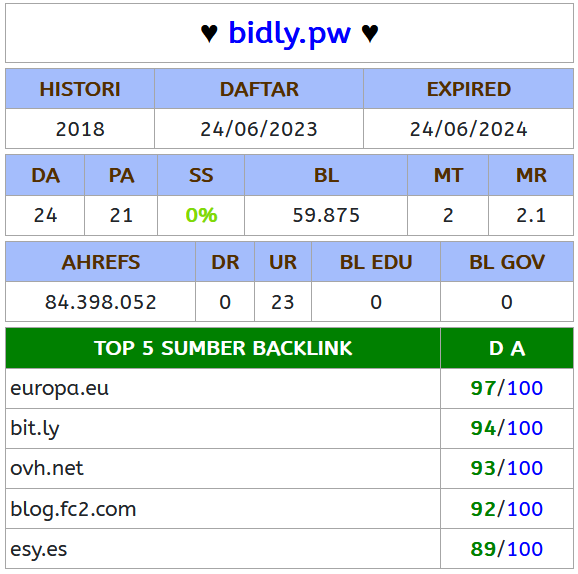 ♥ bidly.pw ♥
HISTORI DAFTAR EXPIRED
2018 24/06/2023 24/06/2024
DA PA SS BL MT MR
24 21 0% 59.875 2 2.1
AHREFS DR UR BL EDU BL GOV
84.398.052 0 23 0 0
TOP 5 SUMBER BACKLINK D A
europa.eu 97/100
bit.ly 94/100
ovh.net 93/100
blog.fc2.com 92/100
esy.es 89/100